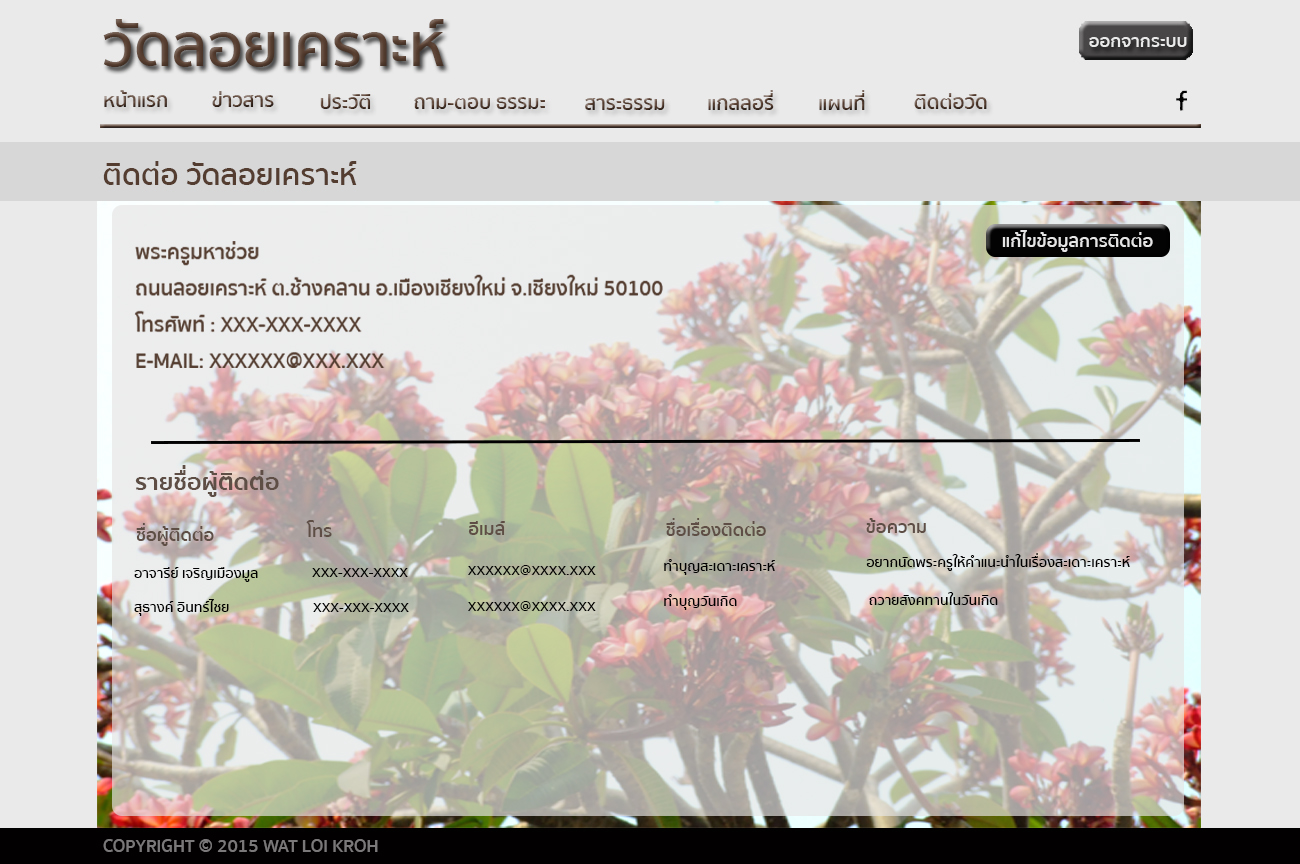 วัดลอยเคราะห์
ออกจากระบบ
หน้าแรก ข่าวสาร ประวัติ ถาม-ตอบ ธรรมะ สาระธรรม แกลลอรี่ แผนที่ ติดต่อวัด f
ติดต่อ วัดลอยเคราะห์
แก้ไขข้อมูลการติดต่อ
พระครูมหาช่วย
ถนนลอยเคราะห์ ต.ช้างคลาน อ.เมืองเชียงใหม่ จ.เชียงใหม่ 50100
โทรศัพท์ : XXX-XXX-XXXX
E-MAIL: XXXXXX@XXX.XXX
รายชื่อผู้ติดต่อ
ชื่อผู้ติดต่อ โทร อีเมล์ ชื่อเรื่องติดต่อ ข้อความ
อาจารีย์ เจริญเมืองมูล XXX-XXX-XXXX XXXXXX@XXXX.XXX ทำบุญสะเดาะเคราะห์ อยากนัดพระครูให้คำแนะนำในเรื่องสะเดาะเคราะห์
สุธางค์ อินทร์ไชย XXX-XXX-XXXX XXXXXX@XXXX.XXX ทำบุญวันเกิด ถวายสังคทานในวันเกิด
COPYRIGHT © 2015 WAT LOI KROH